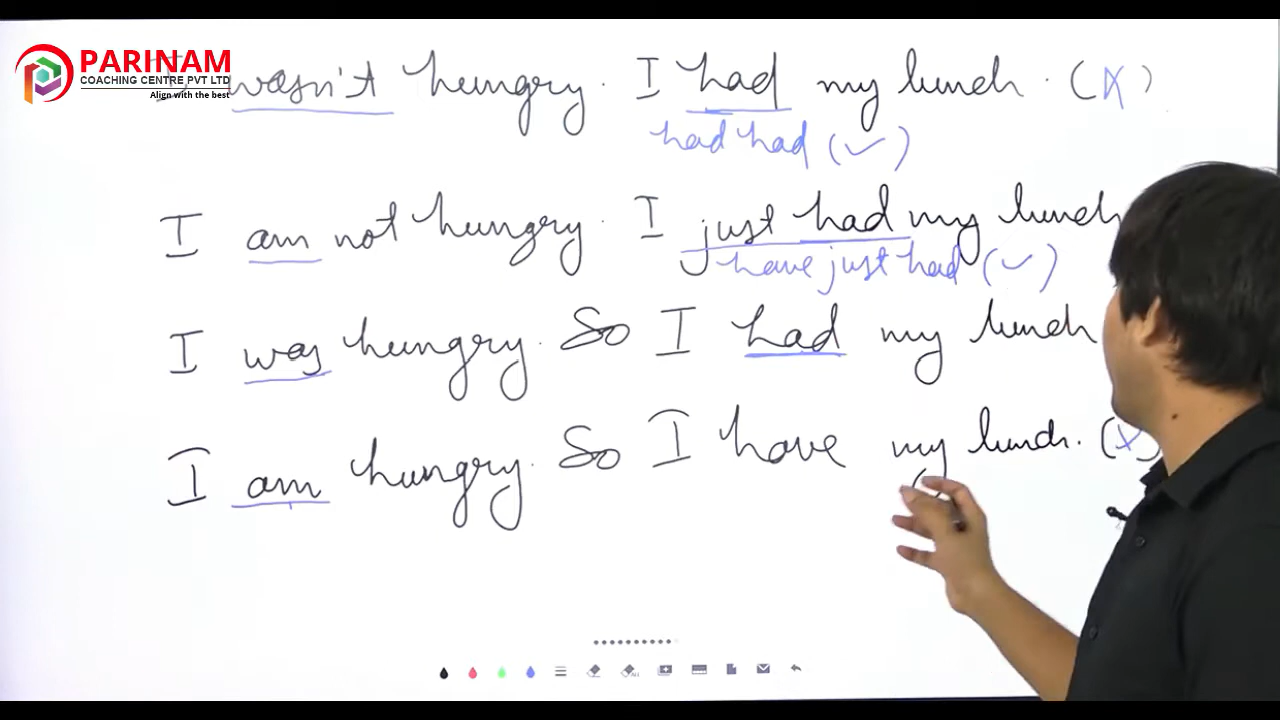 PARINAM
COACHING CENTRE PVT LTD
Align with the best
wasn't hungry. I had my lunch. (X)
had had (✓)
I am not hungry. I just had my lunch
have just had (✓)
I was hungry. So I had my lunch
I am hungry. So I have my lunch. (X)
ALL